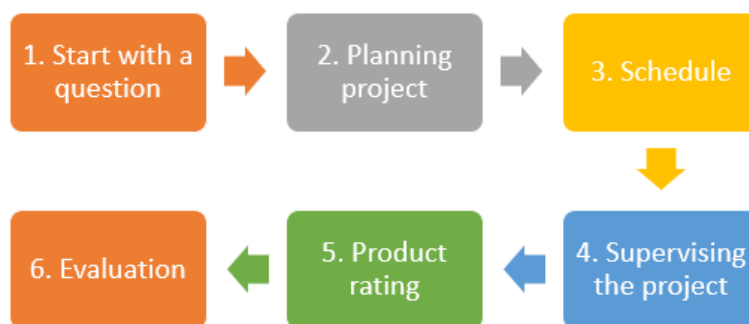 1. Start with a
question
2. Planning
project
3. Schedule
4. Supervising
the project
5. Product
rating
6. Evaluation